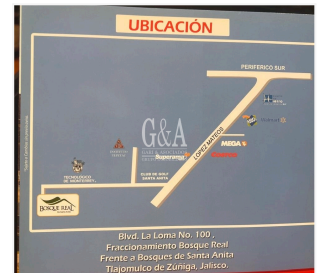 UBICACIÓN
PERIFERICO SUR
G&A
LOPEZ MATEOS
MEGA
Superama
TECNOLOGICO
DE MONTERREY
CLUB DE GOLF
SANTA ANITA
BOSQUE REAL
Blvd. La Loma No. 100 ,
Fraccionamiento Bosque Real
Frente a Bosques de Santa Anita
Tlajomulco de Zúñiga, Jalisco.